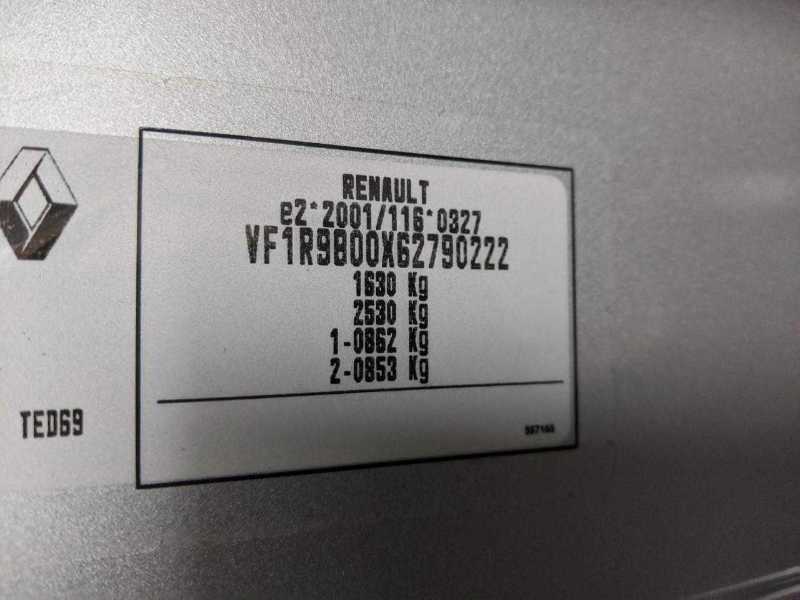 RENAULT
e2*2001/116*0327
VF1R9B00X62790222
1630 Kg
2530 Kg
1-0862 Kg
2-0853 Kg
TED69